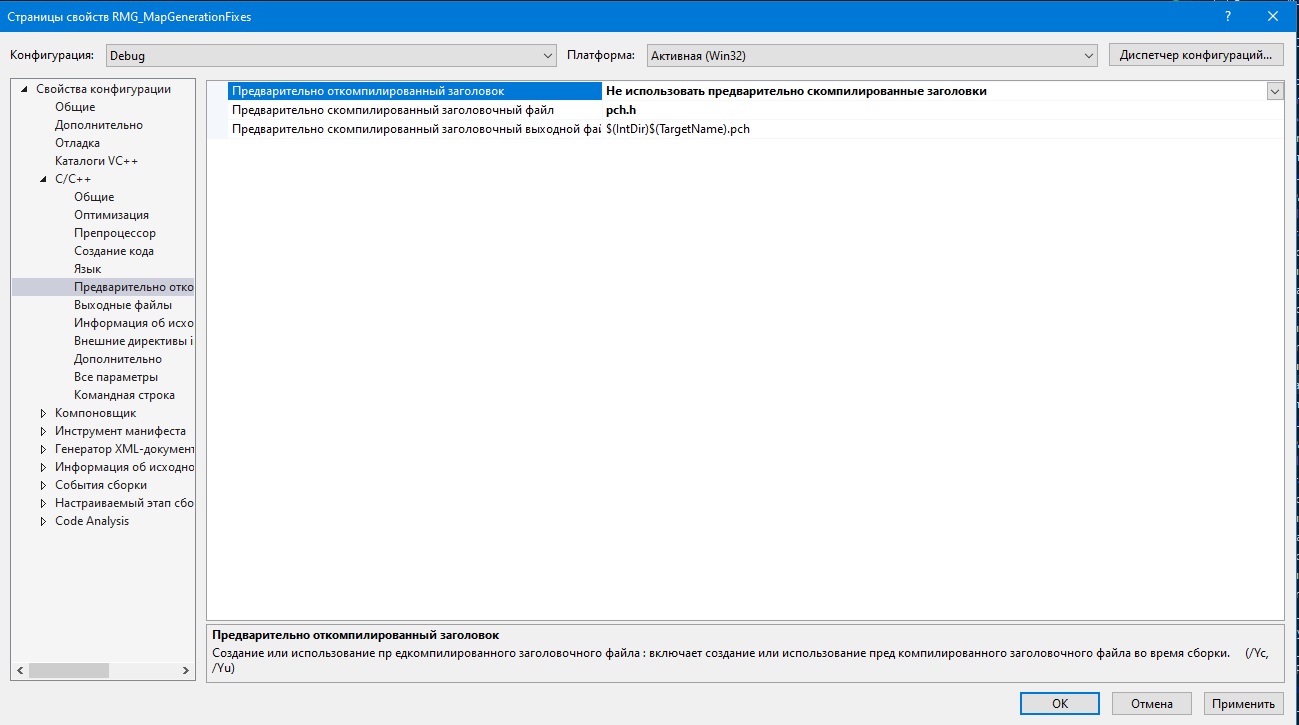 Страницы свойств RMG_MapGenerationFixes
?
Конфигурация: Debug Платформа: Активная (Win32) Диспетчер конфигураций...
Свойства конфигурации
Общие
Дополнительно
Отладка
Каталоги VC++
C/C++
Общие
Оптимизация
Препроцессор
Создание кода
Язык
Предварительно отко
Выходные файлы
Информация об исхо
Внешние директивы i
Дополнительно
Все параметры
Командная строка
Компоновщик
Инструмент манифеста
Генератор XML-документ
Информация об исходно
События сборки
Настраиваемый этап сбо
Code Analysis
Предварительно откомпилированный заголовок Не использовать предварительно скомпилированные заголовки
Предварительно скомпилированный заголовочный файл pch.h
Предварительно скомпилированный заголовочный выходной фай $(IntDir)$(TargetName).pch
Предварительно откомпилированный заголовок
Создание или использование пр едкомпилированного заголовочного файла : включает создание или использование пред компилированного заголовочного файла во время сборки. (/Yc,
/Yu)
ОК Отмена Применить